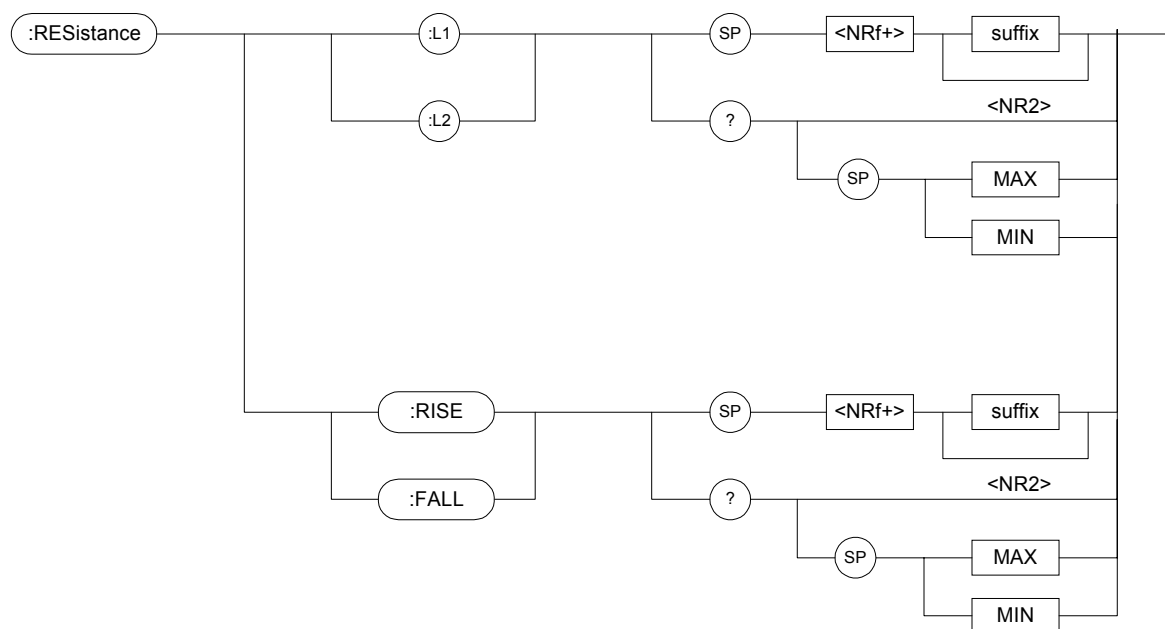 :RESistance :L1 SP <NRf+> suffix
:L2 ? <NR2>
SP MAX
MIN
:RISE SP <NRf+> suffix
:FALL ? <NR2>
SP MAX
MIN